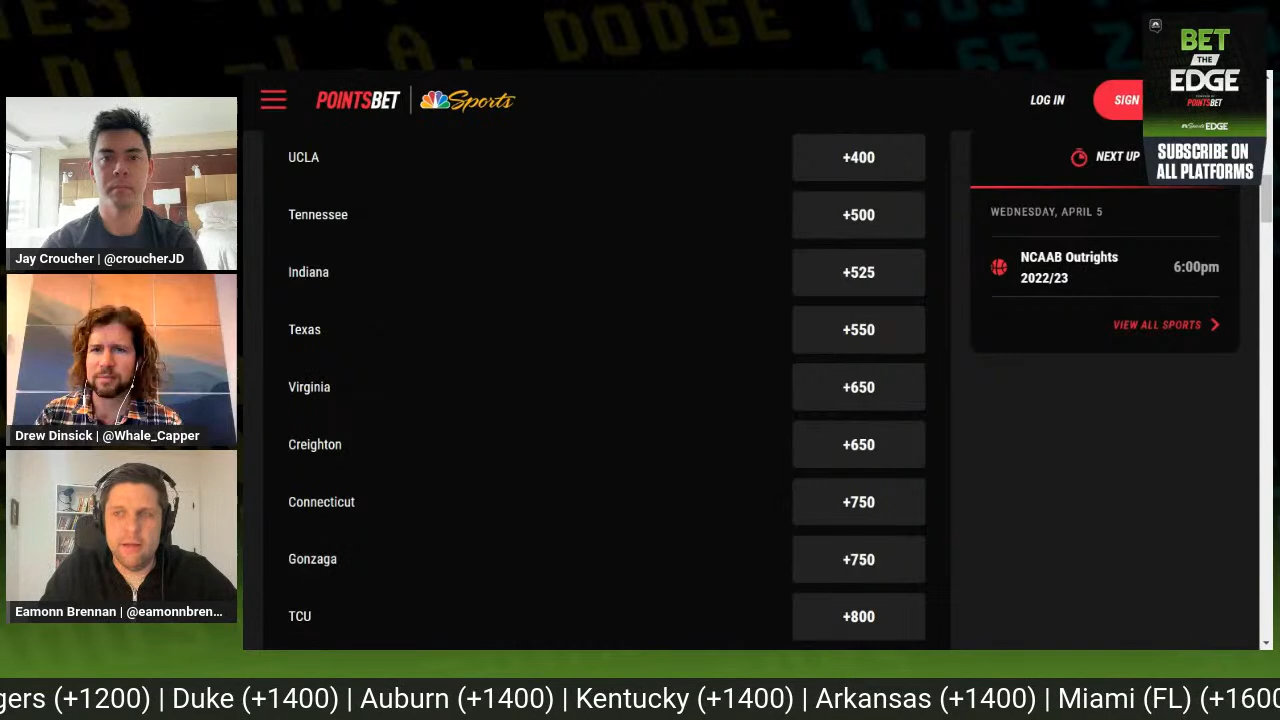 DODGE
BET
THE
EDGE
POINTSBET
NBC Sports EDGE
SUBSCRIBE ON
ALL PLATFORMS
POINTSBET | Sports
LOG IN
SIGN
UCLA +400
Tennessee +500
Indiana +525
Texas +550
Virginia +650
Creighton +650
Connecticut +750
Gonzaga +750
TCU +800
NEXT UP
WEDNESDAY, APRIL 5
NCAAB Outrights
2022/23
6:00pm
VIEW ALL SPORTS
Jay Croucher | @croucherJD
Drew Dinsick | @Whale_Capper
Eamonn Brennan | @eamonnbren...
gers (+1200) | Duke (+1400) | Auburn (+1400) | Kentucky (+1400) | Arkansas (+1400) | Miami (FL) (+1600